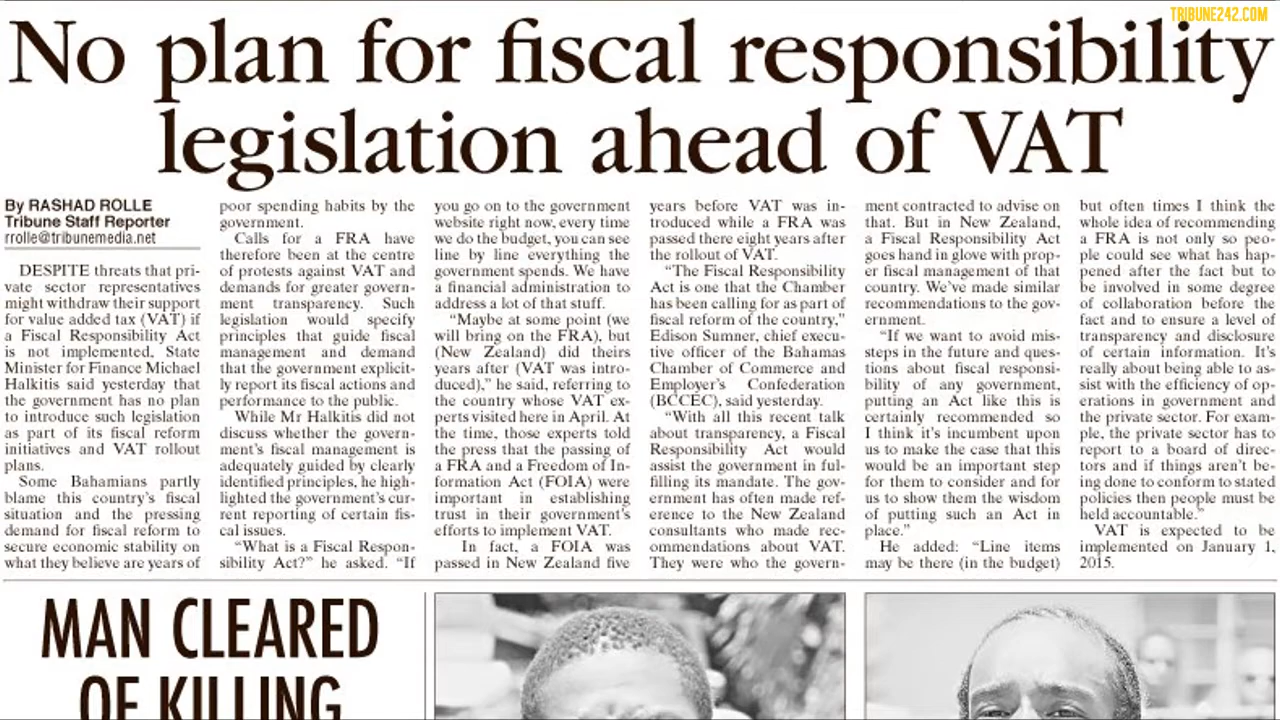 TRIBUNE242.COM
No plan for fiscal responsibility
legislation ahead of VAT
By RASHAD ROLLE
Tribune Staff Reporter
rrolle@tribunemedia.net
DESPITE threats that pri-
vate sector representatives
might withdraw their support
for value added tax (VAT) if
a Fiscal Responsibility Act
is not implemented, State
Minister for Finance Michael
Halkitis said yesterday that
the government has no plan
to introduce such legislation
as part of its fiscal reform
initiatives and VAT rollout
plans.
Some Bahamians partly
blame this country's fiscal
situation and the pressing
demand for fiscal reform to
secure economic stability on
what they believe are years of
poor spending habits by the
government.
Calls for a FRA have
therefore been at the centre
of protests against VAT and
demands for greater govern-
ment transparency. Such
legislation would specify
principles that guide fiscal
management and demand
that the government explicit-
ly report its fiscal actions and
performance to the public.
While Mr Halkitis did not
discuss whether the govern-
ment's fiscal management is
adequately guided by clearly
identified principles, he high-
lighted the government's cur-
rent reporting of certain fis-
cal issues.
"What is a Fiscal Respon-
sibility Act?" he asked. "If
you go on to the government
website right now, every time
we do the budget, you can see
line by line everything the
government spends. We have
a financial administration to
address a lot of that stuff.
"Maybe at some point (we
will bring on the FRA), but
(New Zealand) did theirs
years after (VAT was intro-
duced)," he said, referring to
the country whose VAT ex-
perts visited here in April. At
the time, those experts told
the press that the passing of
a FRA and a Freedom of In-
formation Act (FOIA) were
important in establishing
trust in their government's
efforts to implement VAT.
In fact, a FOIA was
passed in New Zealand five
years before VAT was in-
troduced while a FRA was
passed there eight years after
the rollout of VAT.
"The Fiscal Responsibility
Act is one that the Chamber
has been calling for as part of
fiscal reform of the country,"
Edison Sumner, chief execu-
tive officer of the Bahamas
Chamber of Commerce and
Employer's Confederation
(BCCEC), said yesterday.
"With all this recent talk
about transparency, a Fiscal
Responsibility Act would
assist the government in ful-
filling its mandate. The gov-
ernment has often made ref-
erence to the New Zealand
consultants who made rec-
ommendations about VAT.
They were who the govern-
ment contracted to advise on
that. But in New Zealand,
a Fiscal Responsibility Act
goes hand in glove with prop-
er fiscal management of that
country. We've made similar
recommendations to the gov-
ernment.
"If we want to avoid mis-
steps in the future and ques-
tions about fiscal responsi-
bility of any government,
putting an Act like this is
certainly recommended so
I think it's incumbent upon
us to make the case that this
would be an important step
for them to consider and for
us to show them the wisdom
of putting such an Act in
place."
He added: "Line items
may be there (in the budget)
but often times I think the
whole idea of recommending
a FRA is not only so peo-
ple could see what has hap-
pened after the fact but to
be involved in some degree
of collaboration before the
fact and to ensure a level of
transparency and disclosure
of certain information. It's
really about being able to as-
sist with the efficiency of op-
erations in government and
the private sector. For exam-
ple, the private sector has to
report to a board of direc-
tors and if things aren't be-
ing done to conform to stated
policies then people must be
held accountable."
VAT is expected to be
implemented on January 1,
2015.
MAN CLEARED
OF KILLING